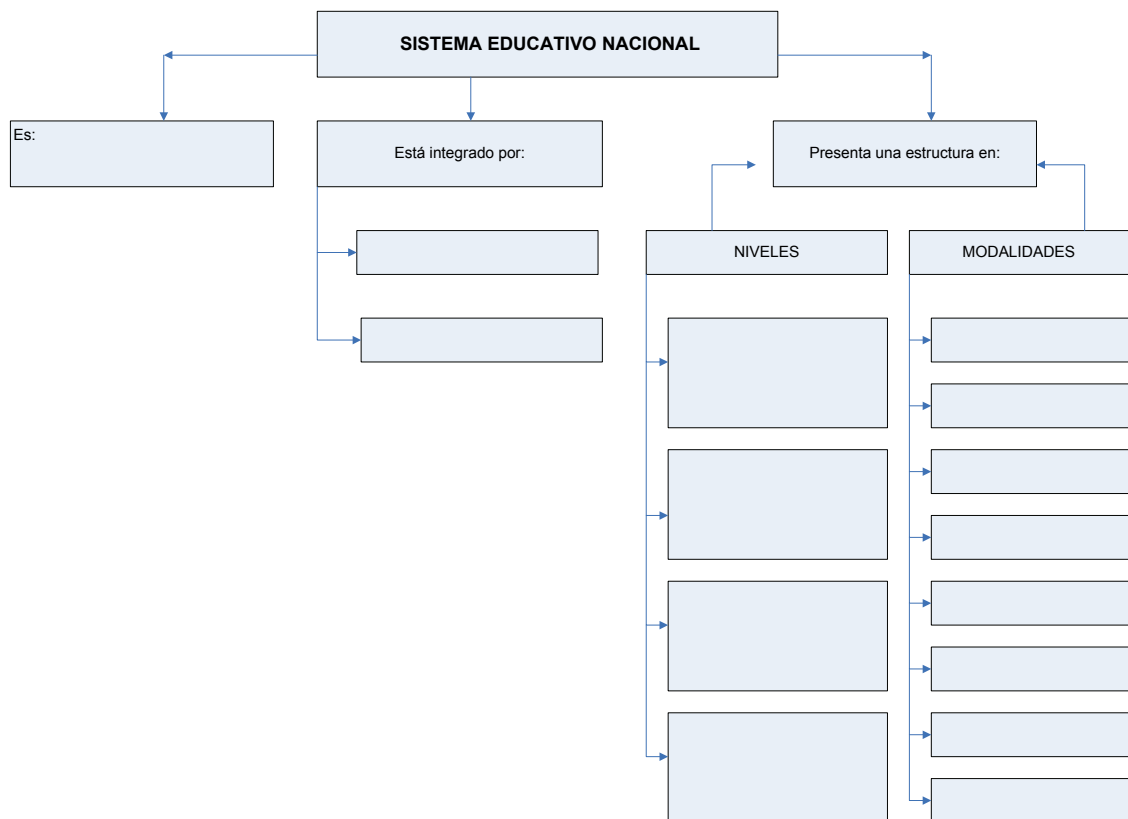 SISTEMA EDUCATIVO NACIONAL
Es:
Está integrado por:
Presenta una estructura en:
NIVELES
MODALIDADES